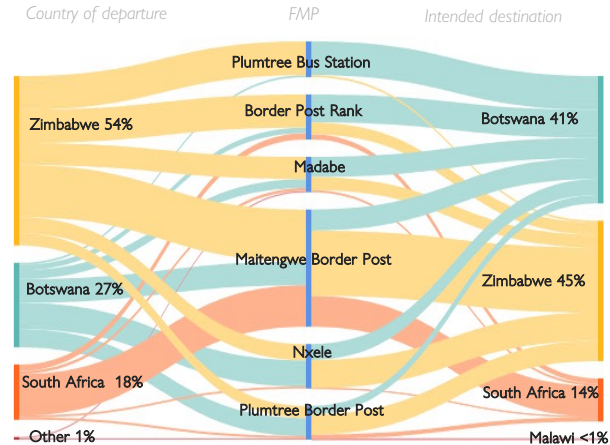 Country of departure
FMP
Intended destination
Plumtree Bus Station
Border Post Rank
Botswana 41%
Zimbabwe 54%
Madabe
Maitengwe Border Post
Zimbabwe 45%
Botswana 27%
Nxele
South Africa 18%
South Africa 14%
Plumtree Border Post
Other 1%
Malawi <1%